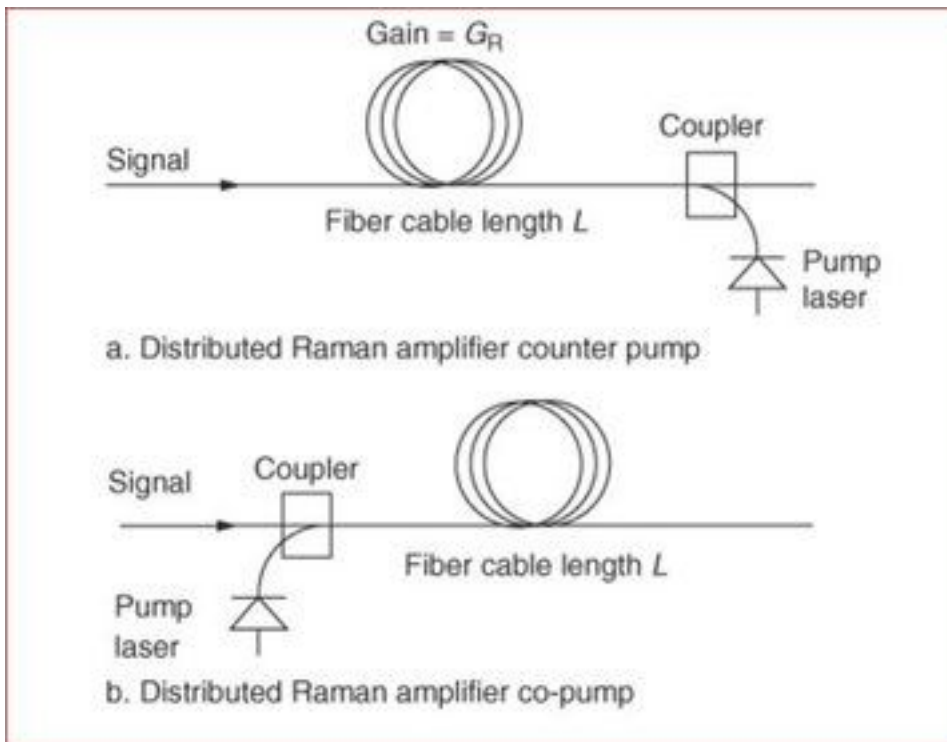 Gain = G_R
Coupler
Signal
Fiber cable length L
Pump
laser
a. Distributed Raman amplifier counter pump
Coupler
Signal
Fiber cable length L
Pump
laser
b. Distributed Raman amplifier co-pump